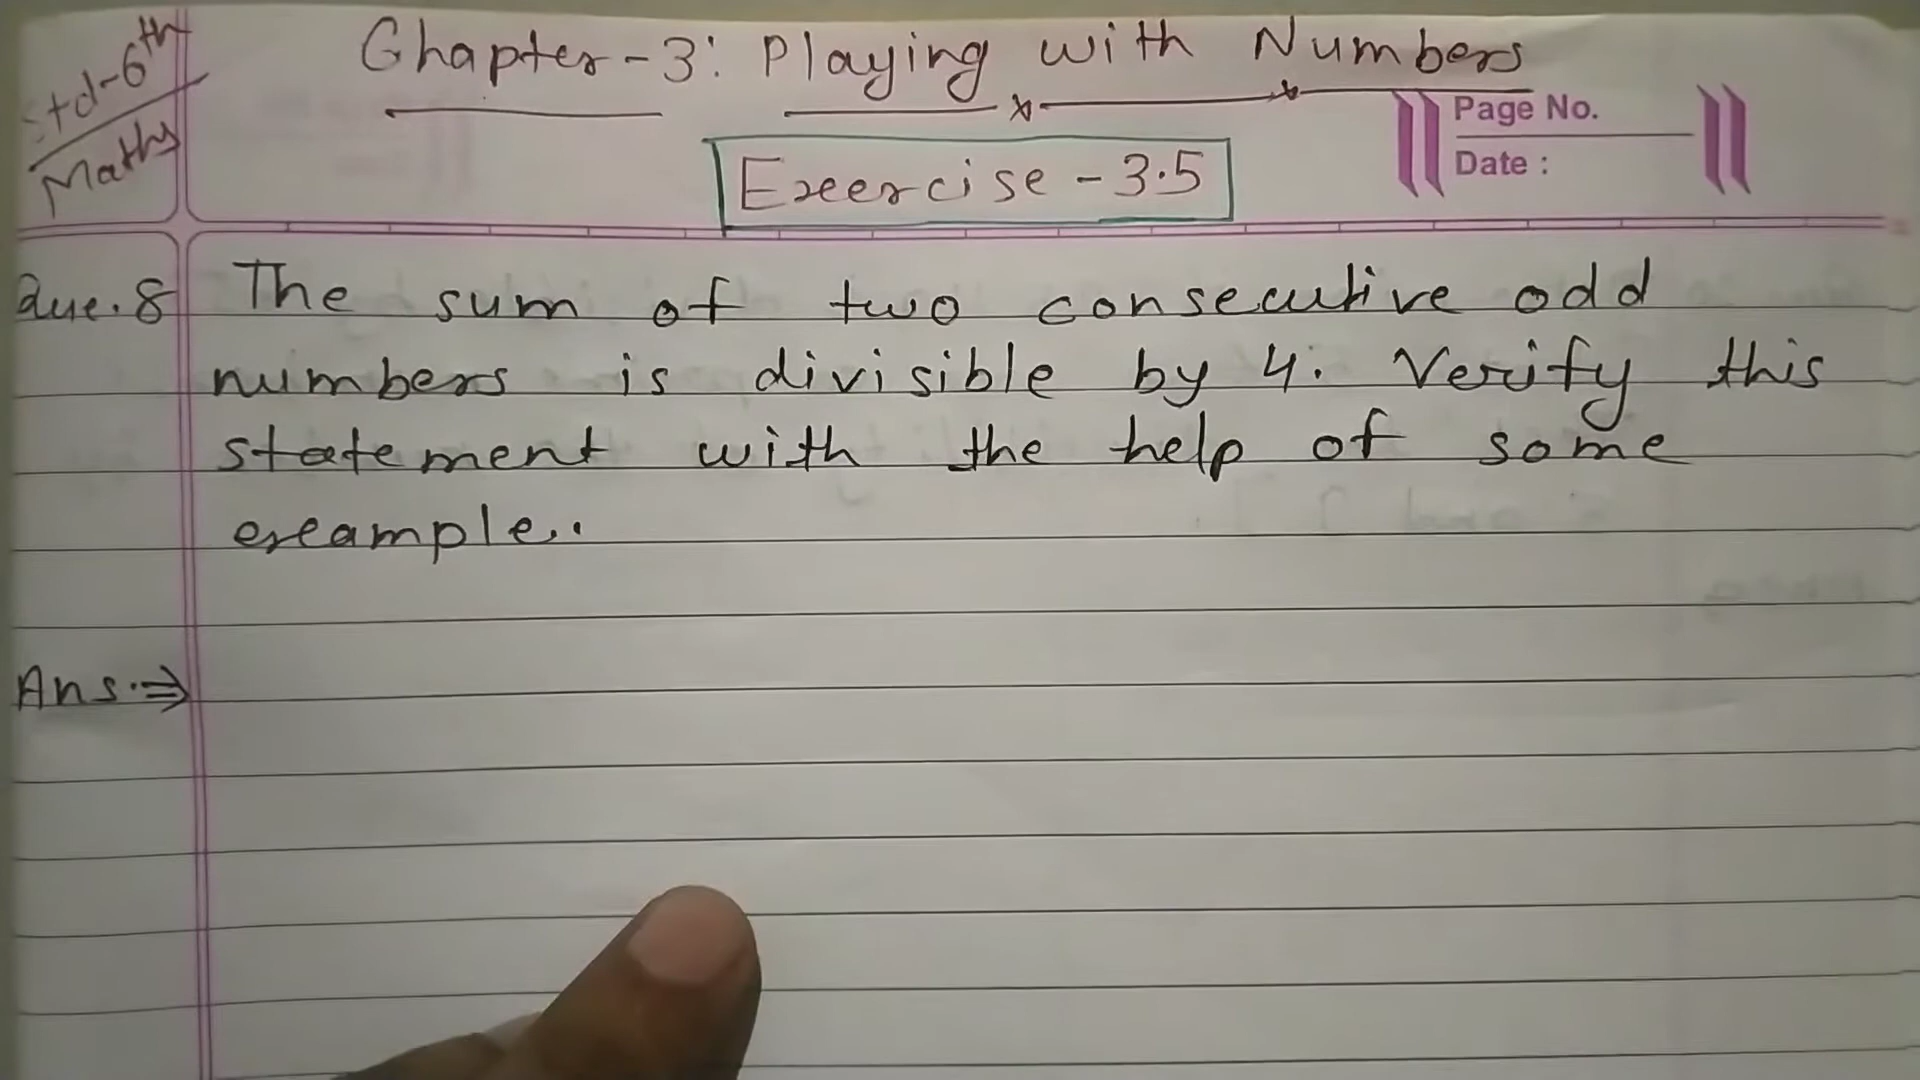 Std-6th
Maths
Chapter-3: Playing with Numbers
Page No.
Date :
Exercise - 3.5
Que.8 The sum of two consecutive odd
numbers is divisible by 4. Verify this
statement with the help of some
example.
Ans.⇒